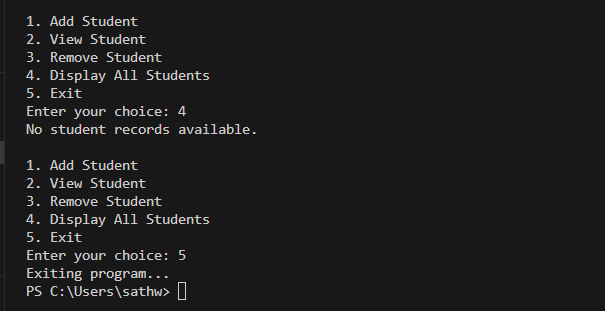 1. Add Student
2. View Student
3. Remove Student
4. Display All Students
5. Exit
Enter your choice: 4
No student records available.
1. Add Student
2. View Student
3. Remove Student
4. Display All Students
5. Exit
Enter your choice: 5
Exiting program...
PS C:\Users\sathw>